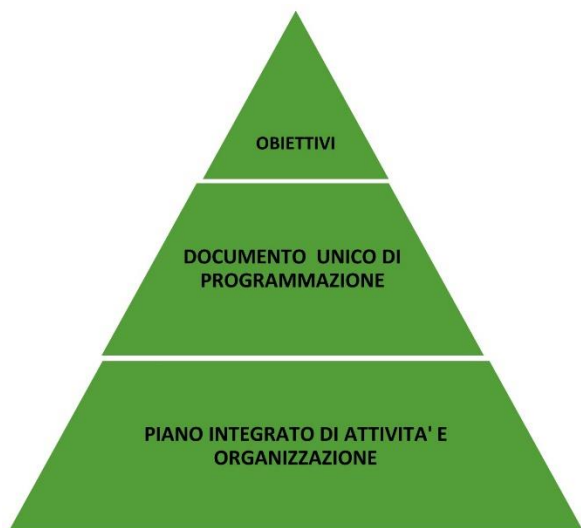 OBIETTIVI
DOCUMENTO UNICO DI
PROGRAMMAZIONE
PIANO INTEGRATO DI ATTIVITA' E
ORGANIZZAZIONE